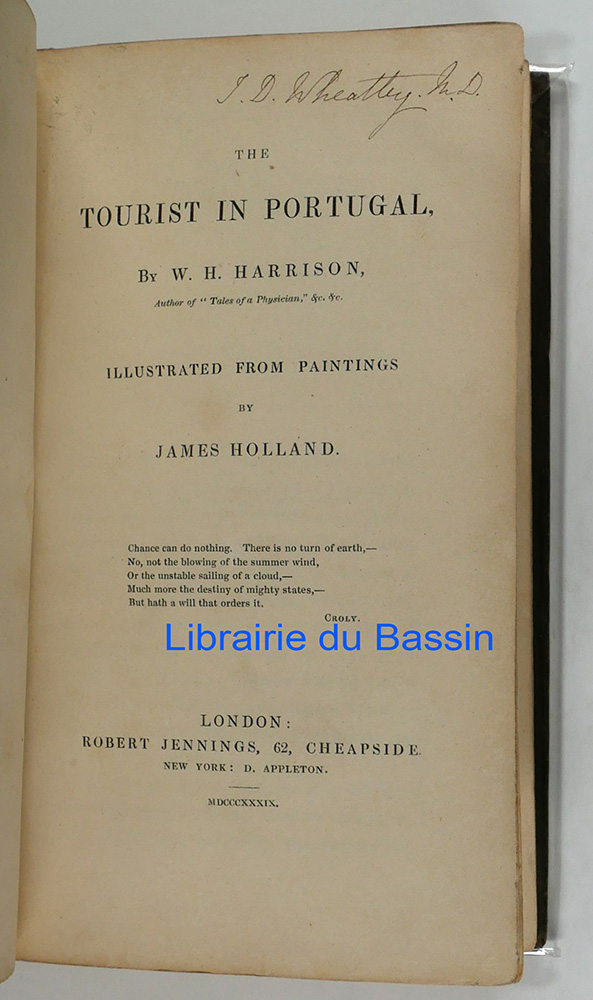 J. D. Wheatley. M.D.
THE
TOURIST IN PORTUGAL,
BY W. H. HARRISON,
Author of “ Tales of a Physician,” &c. &c.
ILLUSTRATED FROM PAINTINGS
BY
JAMES HOLLAND.
Chance can do nothing. There is no turn of earth,—
No, not the blowing of the summer wind,
Or the unstable sailing of a cloud,—
Much more the destiny of mighty states,—
But hath a will that orders it.
CROLY.
Librairie du Bassin
LONDON:
ROBERT JENNINGS, 62, CHEAPSIDE.
NEW YORK: D. APPLETON.
MDCCCXXXIX.